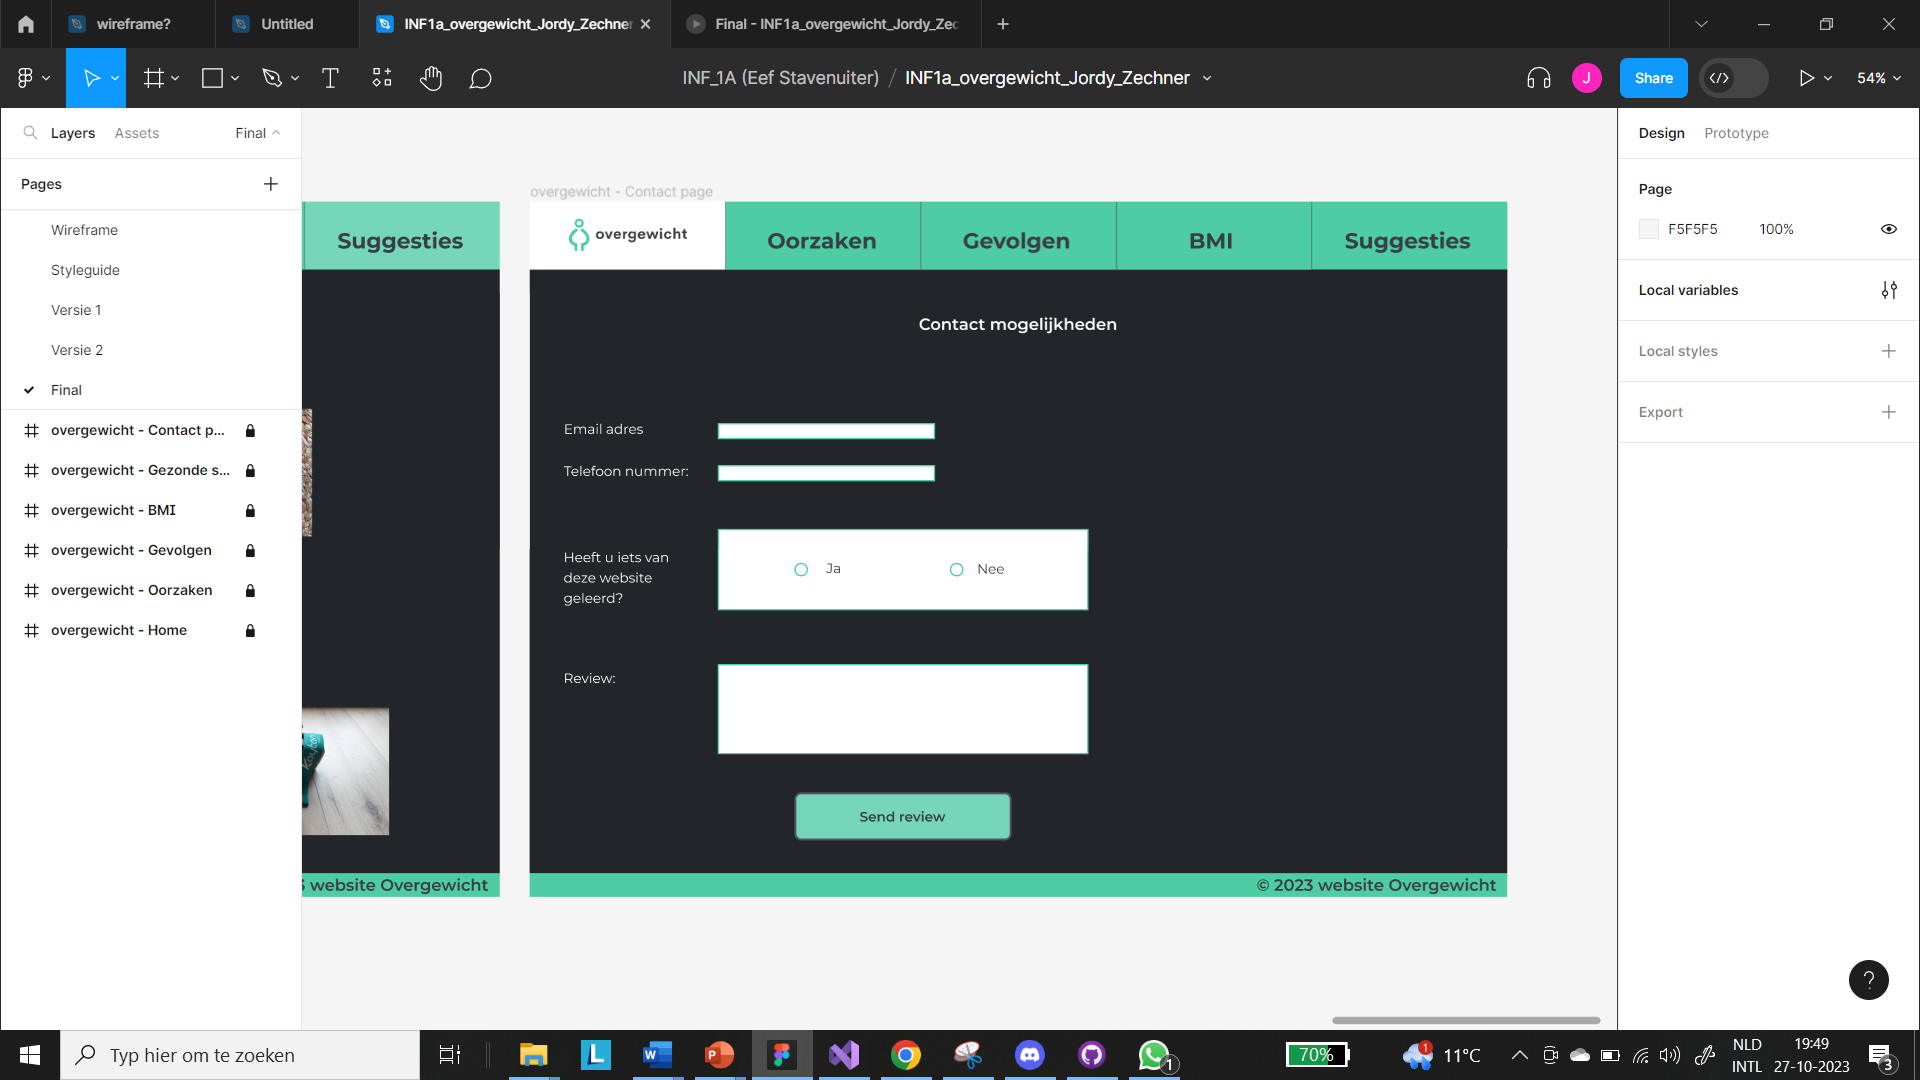 wireframe?
Untitled
INF1a_overgewicht_Jordy_Zechner
Final - INF1a_overgewicht_Jordy_Zec
INF_1A (Eef Stavenuiter) / INF1a_overgewicht_Jordy_Zechner
J
Share
54%
Layers
Assets
Final
Pages
Wireframe
Styleguide
Versie 1
Versie 2
Final
overgewicht - Contact p...
overgewicht - Gezonde s...
overgewicht - BMI
overgewicht - Gevolgen
overgewicht - Oorzaken
overgewicht - Home
Suggesties
website Overgewicht
overgewicht - Contact page
overgewicht
Oorzaken
Gevolgen
BMI
Suggesties
Contact mogelijkheden
Email adres
Telefoon nummer:
Heeft u iets van
deze website
geleerd?
Ja
Nee
Review:
Send review
© 2023 website Overgewicht
Design
Prototype
Page
F5F5F5
100%
Local variables
Local styles
Export
?
Typ hier om te zoeken
70%
1
11°C
NLD
INTL
19:49
27-10-2023
3
1